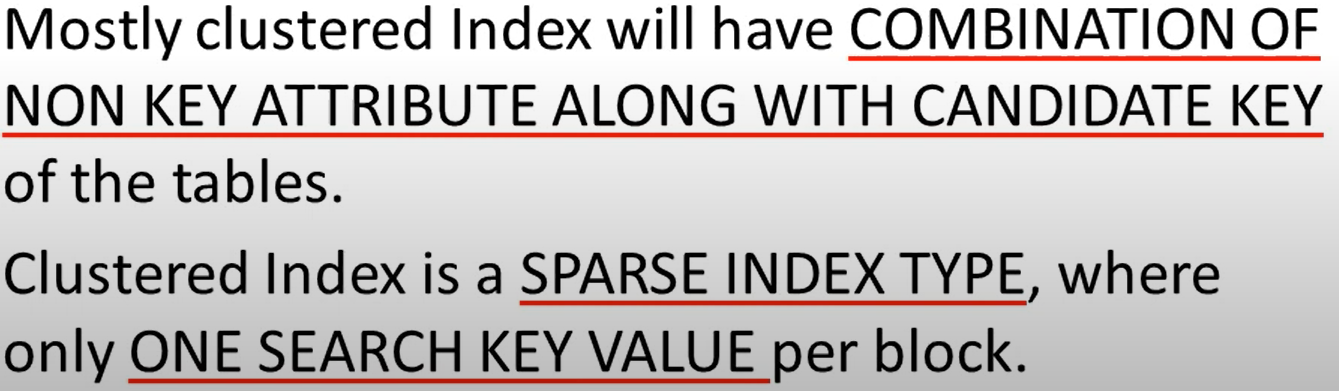 Mostly clustered Index will have COMBINATION OF
NON KEY ATTRIBUTE ALONG WITH CANDIDATE KEY
of the tables.
Clustered Index is a SPARSE INDEX TYPE, where
only ONE SEARCH KEY VALUE per block.